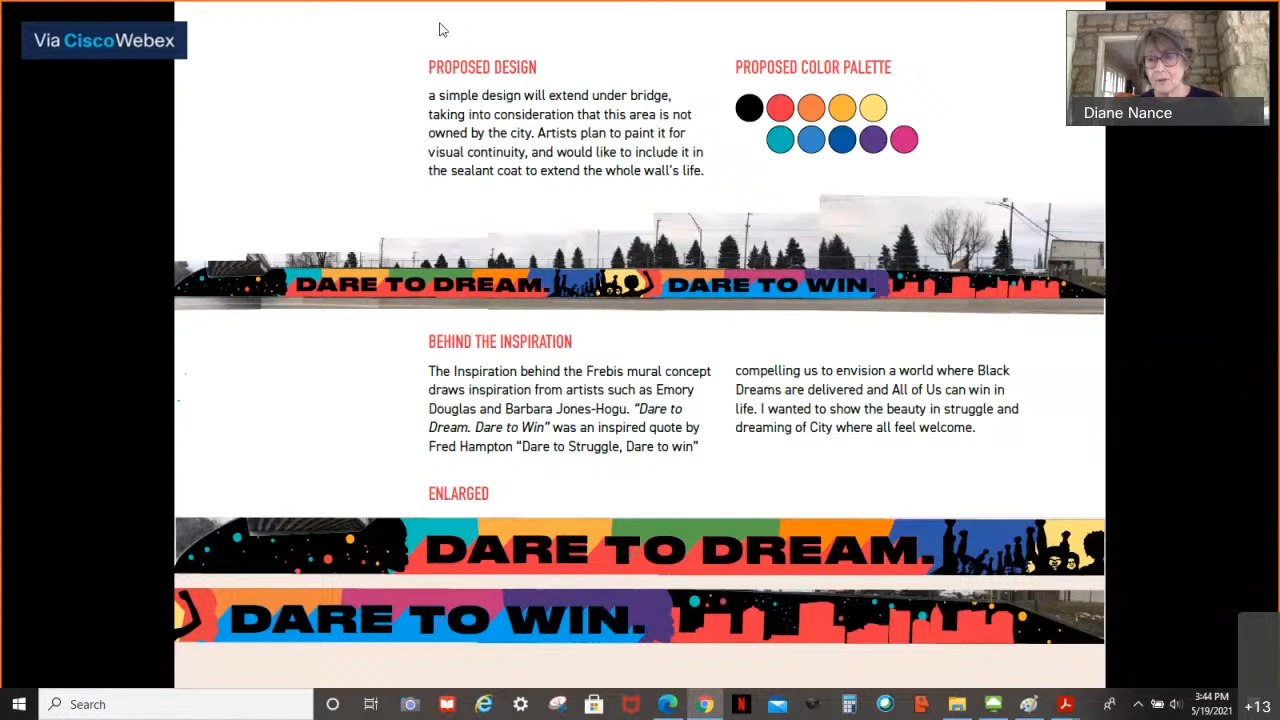 Via CiscoWebex
Diane Nance
PROPOSED DESIGN
a simple design will extend under bridge,
taking into consideration that this area is not
owned by the city. Artists plan to paint it for
visual continuity, and would like to include it in
the sealant coat to extend the whole wall's life.
PROPOSED COLOR PALETTE
DARE TO DREAM. DARE TO WIN.
BEHIND THE INSPIRATION
The Inspiration behind the Frebis mural concept
draws inspiration from artists such as Emory
Douglas and Barbara Jones-Hogu. “Dare to
Dream. Dare to Win” was an inspired quote by
Fred Hampton “Dare to Struggle, Dare to win”
compelling us to envision a world where Black
Dreams are delivered and All of Us can win in
life. I wanted to show the beauty in struggle and
dreaming of City where all feel welcome.
ENLARGED
DARE TO DREAM.
DARE TO WIN.
Search
3:44 PM
5/19/2021
+13